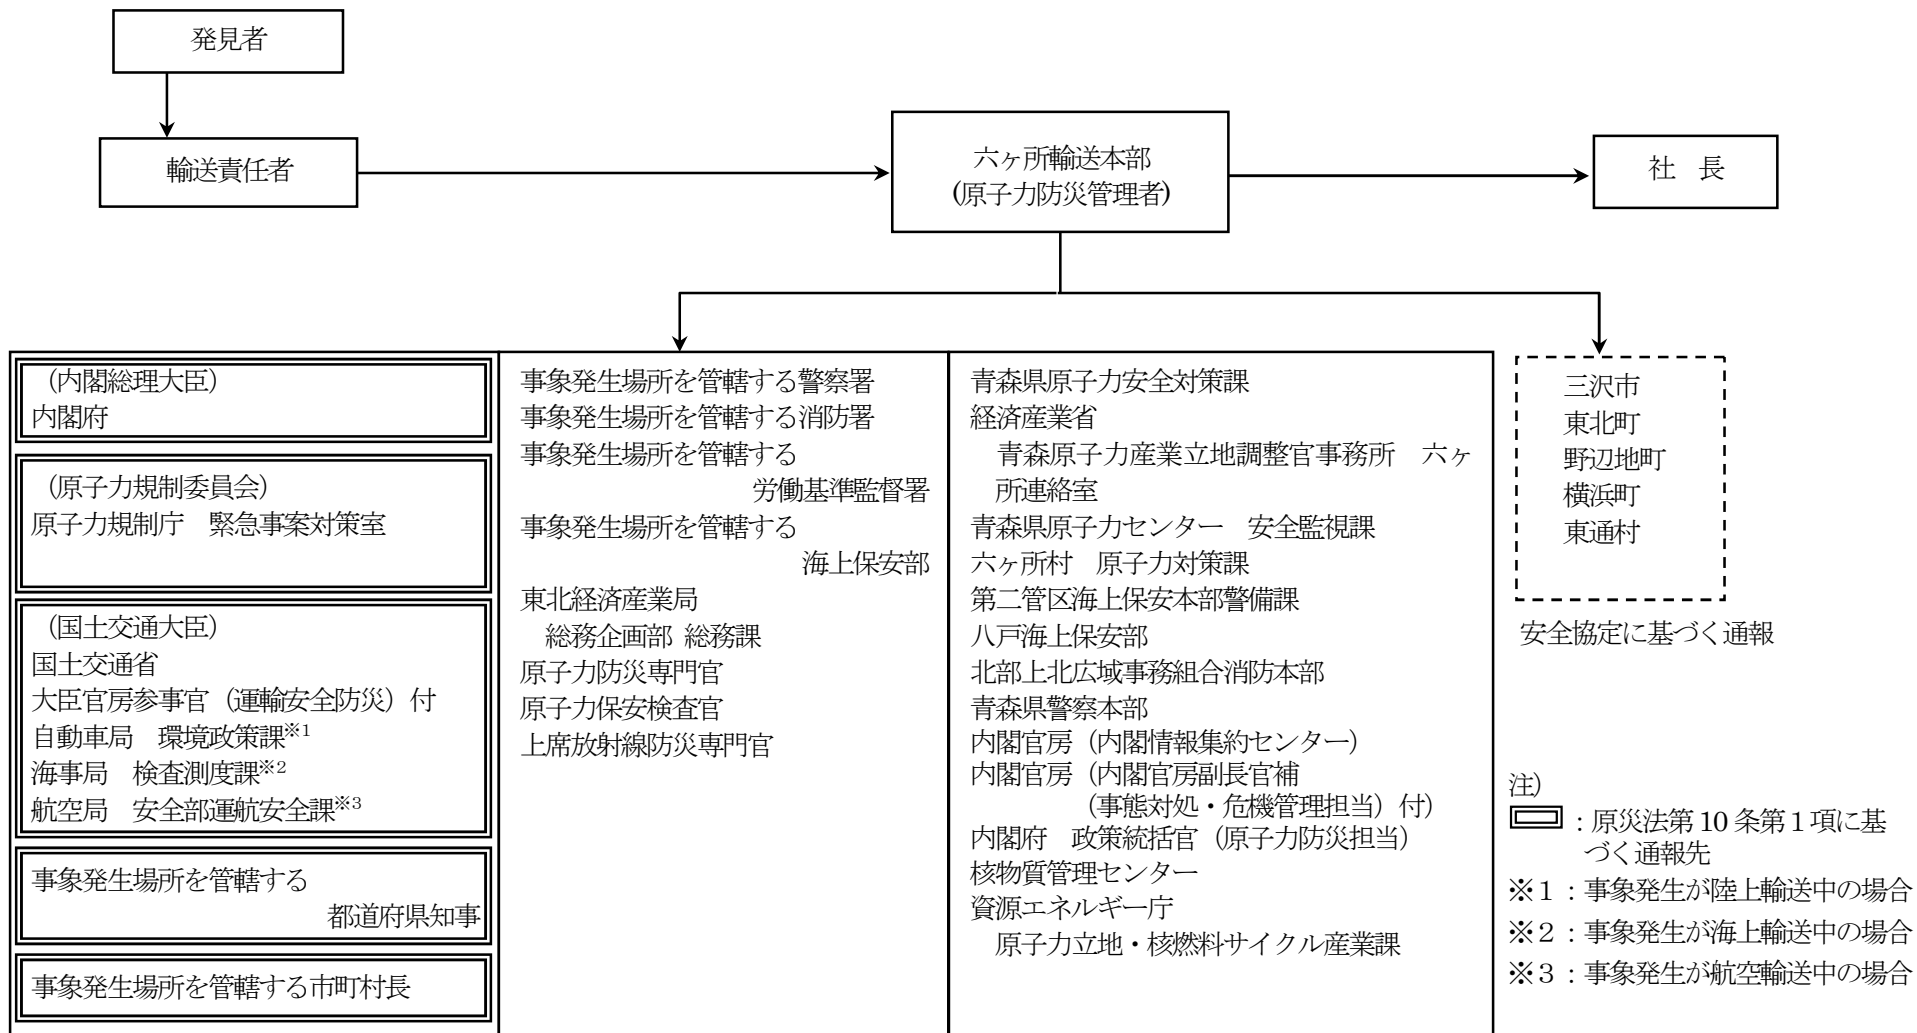 発見者
輸送責任者
六ヶ所輸送本部
(原子力防災管理者)
社　長
（内閣総理大臣）
内閣府
（原子力規制委員会）
原子力規制庁　緊急事案対策室
（国土交通大臣）
国土交通省
大臣官房参事官（運輸安全防災）付
自動車局　環境政策課※1
海事局　検査測度課※2
航空局　安全部運航安全課※3
事象発生場所を管轄する
都道府県知事
事象発生場所を管轄する市町村長
事象発生場所を管轄する警察署
事象発生場所を管轄する消防署
事象発生場所を管轄する
労働基準監督署
事象発生場所を管轄する
海上保安部
東北経済産業局
総務企画部 総務課
原子力防災専門官
原子力保安検査官
上席放射線防災専門官
青森県原子力安全対策課
経済産業省
青森原子力産業立地調整官事務所　六ヶ
所連絡室
青森県原子力センター　安全監視課
六ヶ所村　原子力対策課
第二管区海上保安本部警備課
八戸海上保安部
北部上北広域事務組合消防本部
青森県警察本部
内閣官房（内閣情報集約センター）
内閣官房（内閣官房副長官補
（事態対処・危機管理担当）付）
内閣府　政策統括官（原子力防災担当）
核物質管理センター
資源エネルギー庁
原子力立地・核燃料サイクル産業課
三沢市
東北町
野辺地町
横浜町
東通村
安全協定に基づく通報
注）
：原災法第10条第1項に基
づく通報先
※1：事象発生が陸上輸送中の場合
※2：事象発生が海上輸送中の場合
※3：事象発生が航空輸送中の場合